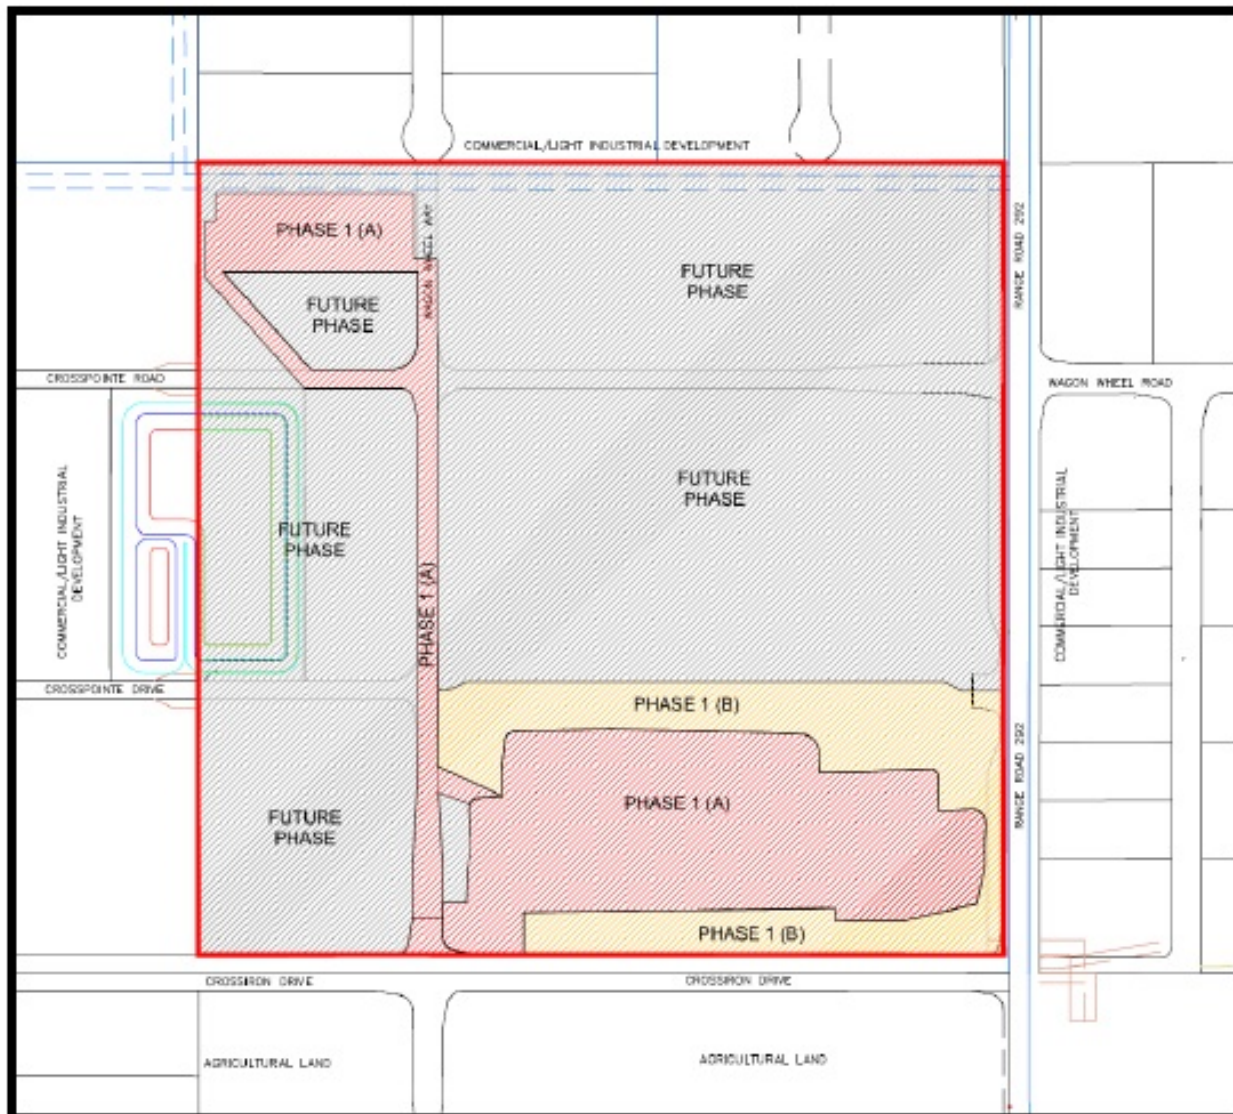 COMMERCIAL/LIGHT INDUSTRIAL DEVELOPMENT
PHASE 1 (A)
WAGON WHEEL WAY
RANGE ROAD 292
FUTURE
PHASE
FUTURE
PHASE
CROSSPOINTE ROAD
WAGON WHEEL ROAD
COMMERCIAL/LIGHT INDUSTRIAL
DEVELOPMENT
FUTURE
PHASE
FUTURE
PHASE
COMMERCIAL/LIGHT INDUSTRIAL
DEVELOPMENT
PHASE 1 (A)
CROSSPOINTE DRIVE
PHASE 1 (B)
RANGE ROAD 292
FUTURE
PHASE
PHASE 1 (A)
PHASE 1 (B)
CROSSIRON DRIVE
CROSSIRON DRIVE
AGRICULTURAL LAND
AGRICULTURAL LAND